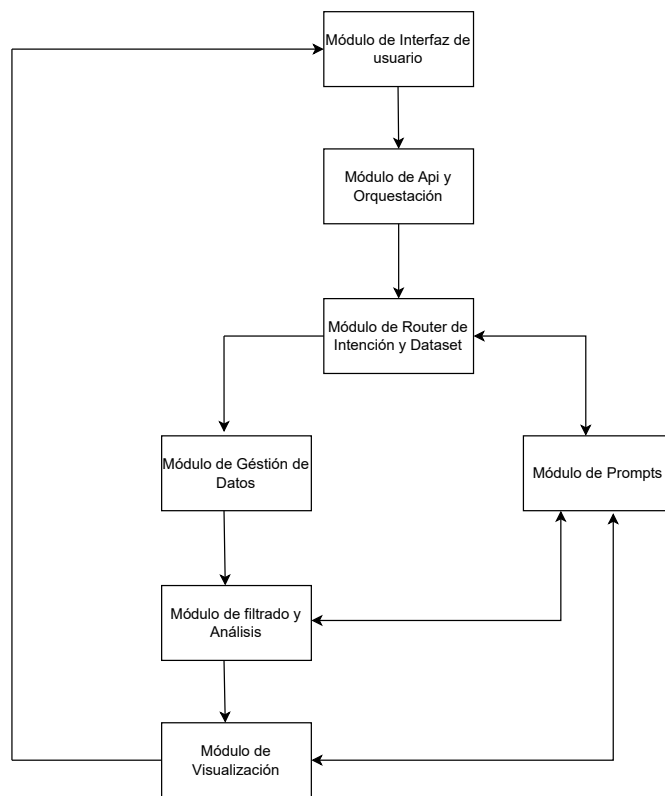 Módulo de Interfaz de
usuario
Módulo de Api y
Orquestación
Módulo de Router de
Intención y Dataset
Módulo de Géstión de
Datos
Módulo de Prompts
Módulo de filtrado y
Análisis
Módulo de
Visualización